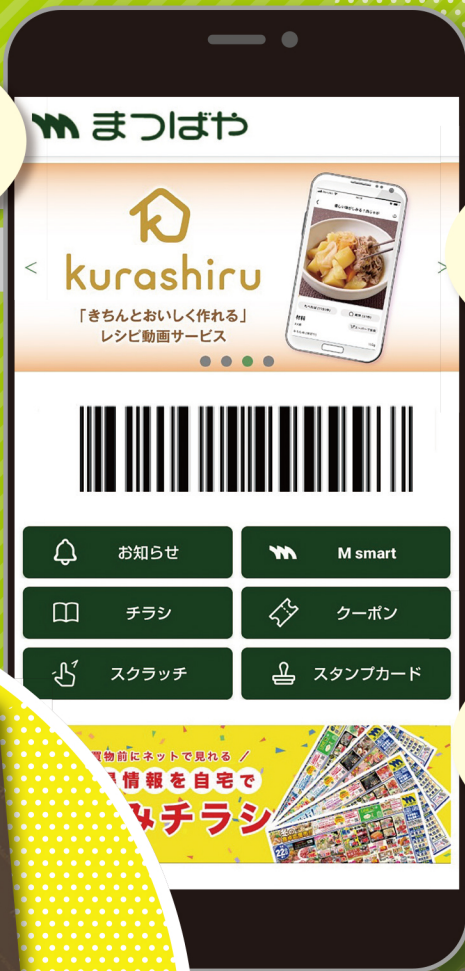 まつばや
kurashiru
「きちんとおいしく作れる」
レシピ動画サービス
<
>
お知らせ
M smart
チラシ
クーポン
スクラッチ
スタンプカード
買物前にネットで見れる /
情報を自宅で
みチラシ